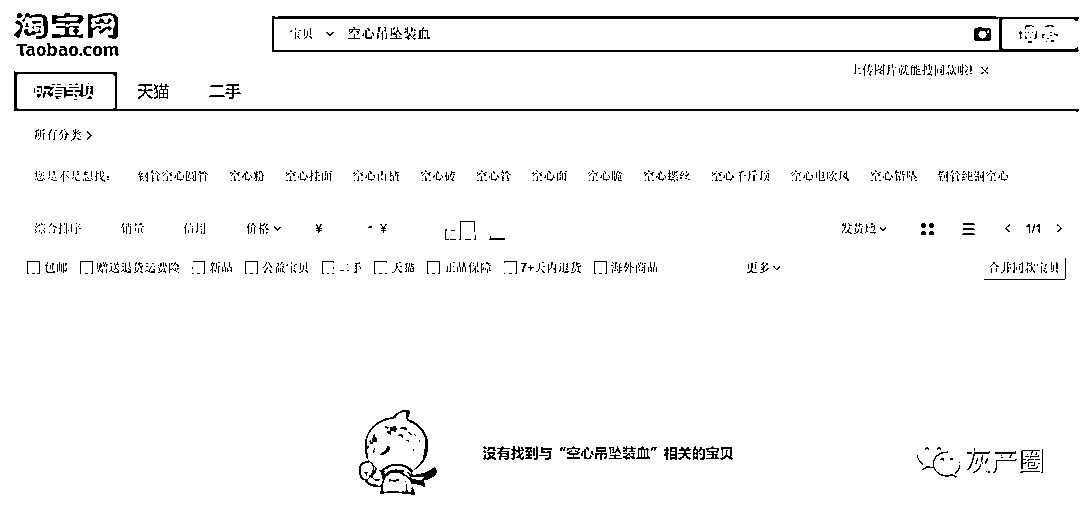 淘宝网
Taobao.com
宝贝 空心吊坠装血
上传图片就能搜同款啦! ×
所有宝贝 天猫 二手
所有分类 >
您是不是想找: 钢管空心圆管 空心粉 空心挂面 空心砖 空心管 空心面 空心脆 空心螺丝 空心千斤顶 空心电吹风 空心锆坠 钢管纯洞空心
综合排序 销量 信用 价格 ¥ - ¥ 发货地 < 1/1 >
包邮 赠送退货运费险 新品 公益宝贝 二手 天猫 正品保障 7+天内退货 海外商品 更多 合并同款宝贝
没有找到与“空心吊坠装血”相关的宝贝
灰产圈